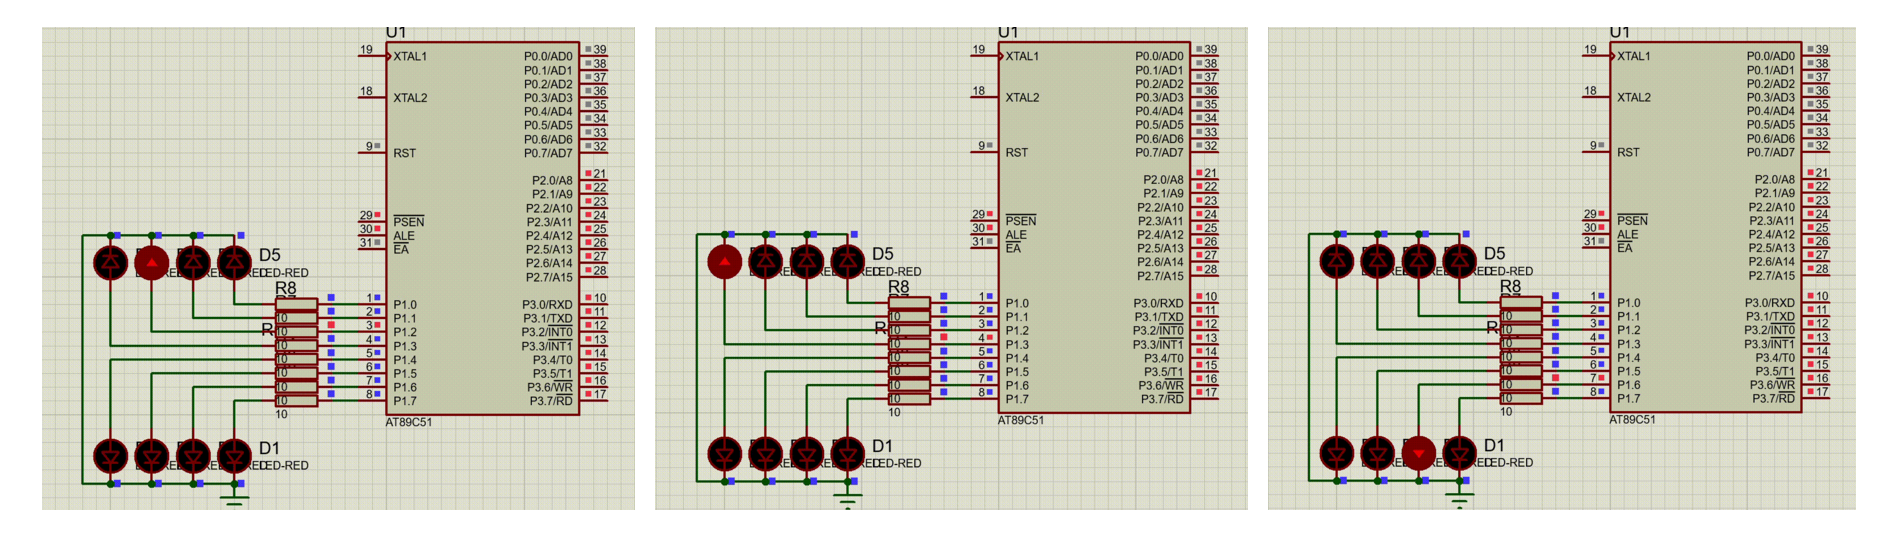 U1
19 XTAL1 P0.0/AD0 39
P0.1/AD1 38
P0.2/AD2 37
18 XTAL2 P0.3/AD3 36
P0.4/AD4 35
P0.5/AD5 34
P0.6/AD6 33
9 RST P0.7/AD7 32
P2.0/A8 21
P2.1/A9 22
P2.2/A10 23
29 PSEN P2.3/A11 24
30 ALE P2.4/A12 25
31 EA P2.5/A13 26
P2.6/A14 27
P2.7/A15 28
D5
LED-RED
R8
1 P1.0 P3.0/RXD 10
10 2 P1.1 P3.1/TXD 11
R 10 3 P1.2 P3.2/INT0 12
10 4 P1.3 P3.3/INT1 13
10 5 P1.4 P3.4/T0 14
10 6 P1.5 P3.5/T1 15
10 7 P1.6 P3.6/WR 16
10 8 P1.7 P3.7/RD 17
10
AT89C51
D1
LED-RED
U1
19 XTAL1 P0.0/AD0 39
P0.1/AD1 38
P0.2/AD2 37
18 XTAL2 P0.3/AD3 36
P0.4/AD4 35
P0.5/AD5 34
P0.6/AD6 33
9 RST P0.7/AD7 32
P2.0/A8 21
P2.1/A9 22
P2.2/A10 23
29 PSEN P2.3/A11 24
30 ALE P2.4/A12 25
31 EA P2.5/A13 26
P2.6/A14 27
P2.7/A15 28
D5
LED-RED
R8
1 P1.0 P3.0/RXD 10
10 2 P1.1 P3.1/TXD 11
R 10 3 P1.2 P3.2/INT0 12
10 4 P1.3 P3.3/INT1 13
10 5 P1.4 P3.4/T0 14
10 6 P1.5 P3.5/T1 15
10 7 P1.6 P3.6/WR 16
10 8 P1.7 P3.7/RD 17
10
AT89C51
D1
LED-RED
U1
19 XTAL1 P0.0/AD0 39
P0.1/AD1 38
P0.2/AD2 37
18 XTAL2 P0.3/AD3 36
P0.4/AD4 35
P0.5/AD5 34
P0.6/AD6 33
9 RST P0.7/AD7 32
P2.0/A8 21
P2.1/A9 22
P2.2/A10 23
29 PSEN P2.3/A11 24
30 ALE P2.4/A12 25
31 EA P2.5/A13 26
P2.6/A14 27
P2.7/A15 28
D5
LED-RED
R8
1 P1.0 P3.0/RXD 10
10 2 P1.1 P3.1/TXD 11
R 10 3 P1.2 P3.2/INT0 12
10 4 P1.3 P3.3/INT1 13
10 5 P1.4 P3.4/T0 14
10 6 P1.5 P3.5/T1 15
10 7 P1.6 P3.6/WR 16
10 8 P1.7 P3.7/RD 17
10
AT89C51
D1
LED-RED